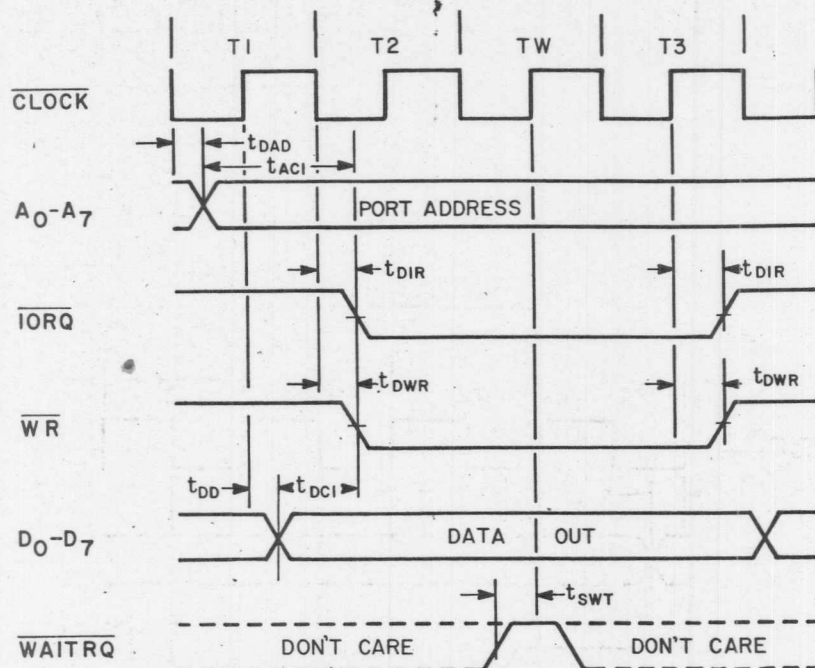 T1 T2 TW T3
CLOCK
tDAD
tACI
A0-A7 PORT ADDRESS
tDIR tDIR
IORQ
tDWR tDWR
WR
tDD tDCI
D0-D7 DATA OUT
tSWT
WAITRQ DON'T CARE DON'T CARE